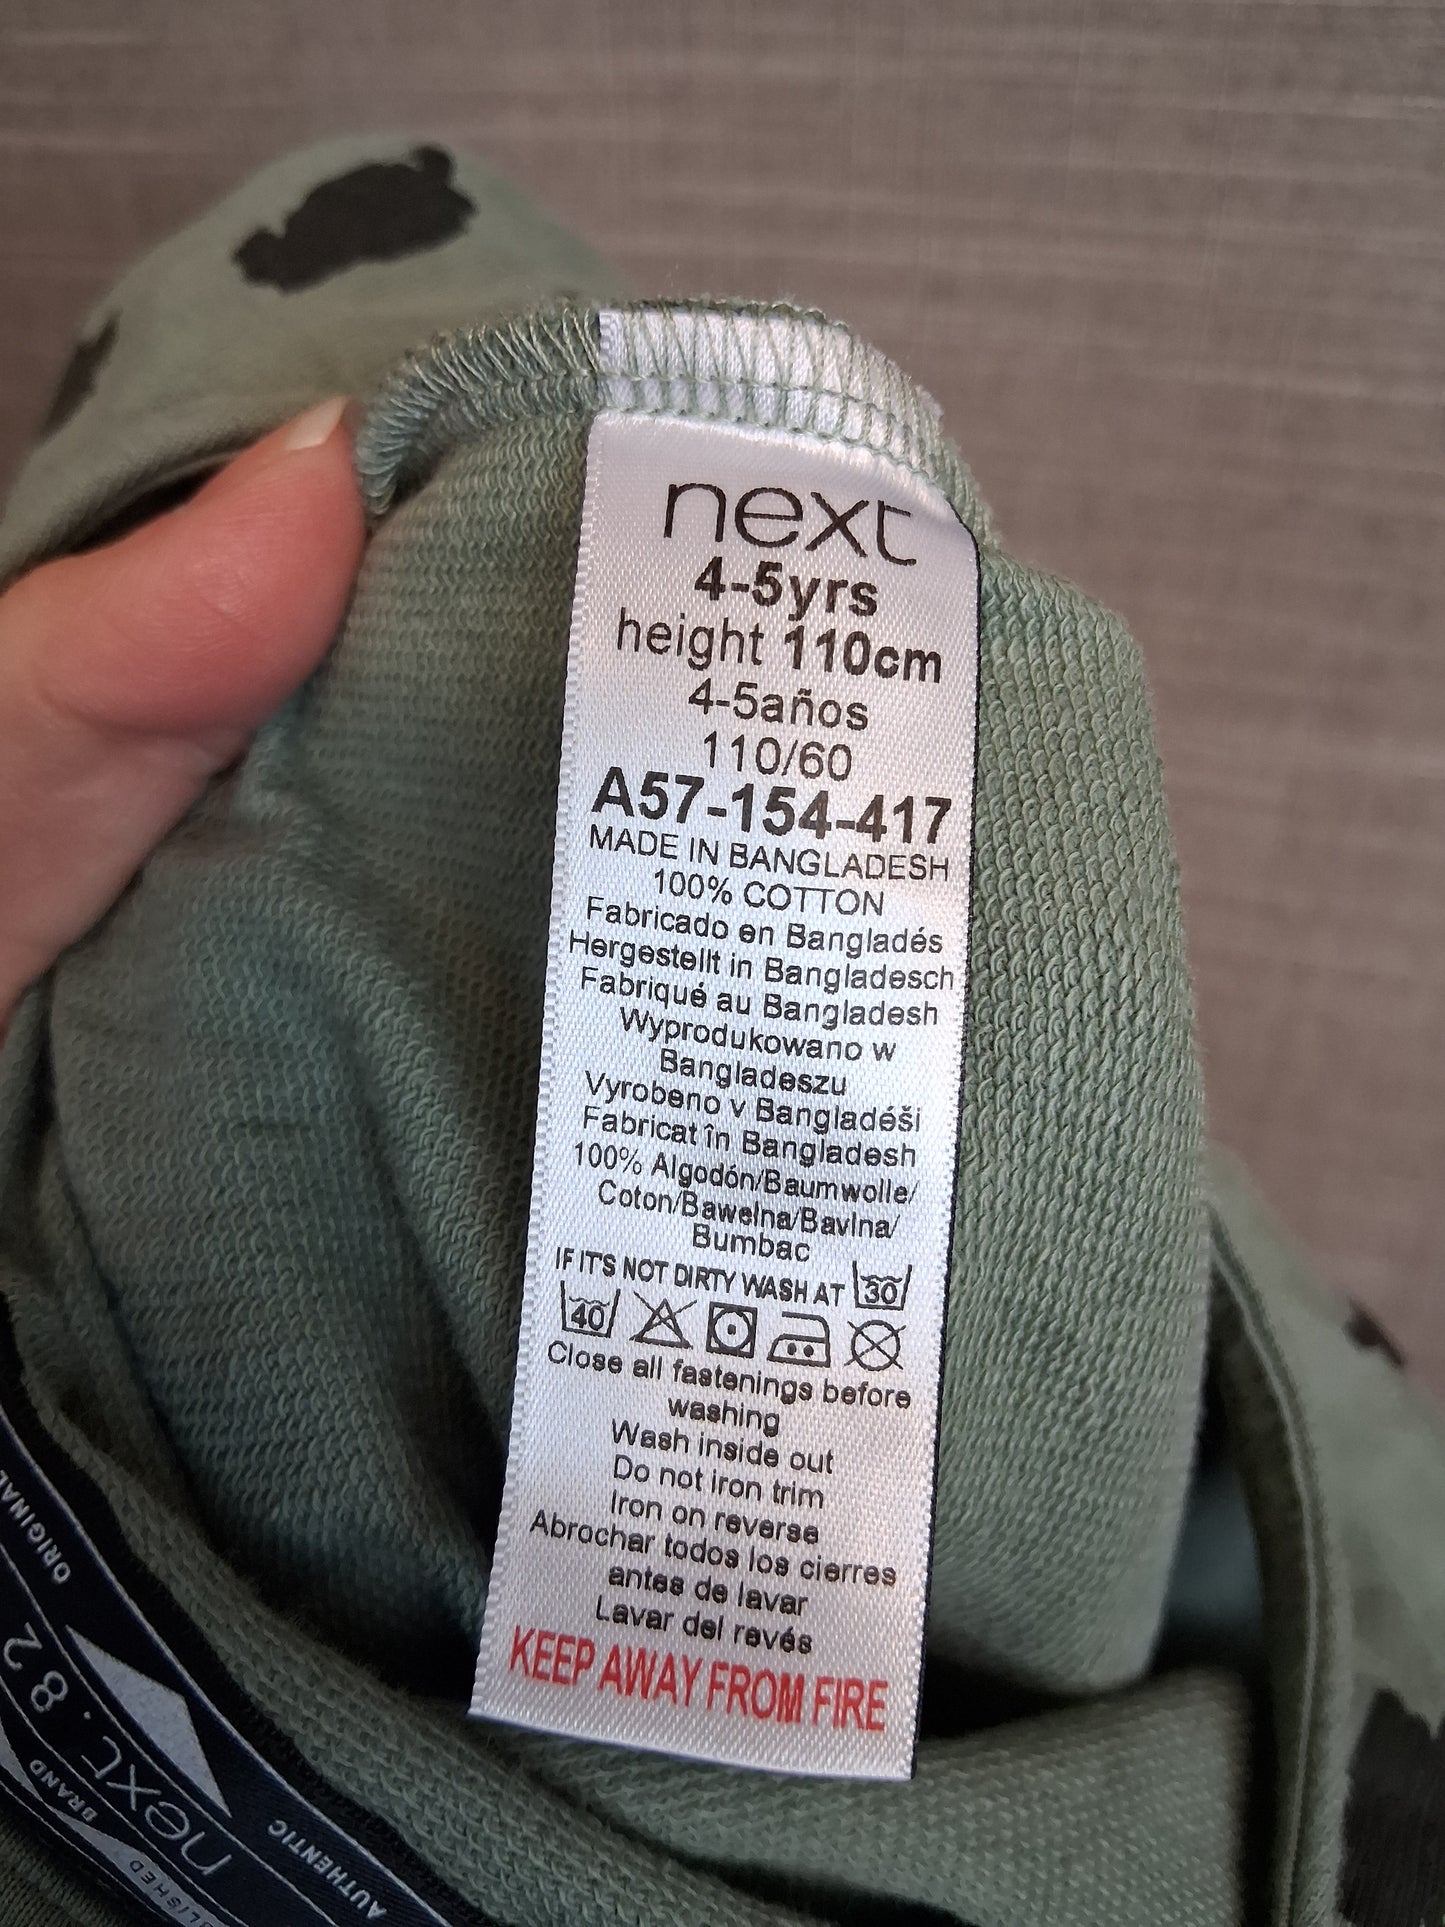 next
4-5yrs
height 110cm
4-5años
110/60
A57-154-417
MADE IN BANGLADESH
100% COTTON
Fabricado en Bangladés
Hergestellt in Bangladesch
Fabriqué au Bangladesh
Wyprodukowano w
Bangladeszu
Vyrobeno v Bangladéši
Fabricat în Bangladesh
100% Algodón/Baumwolle/
Coton/Bawełna/Bavlna/
Bumbac
IF IT'S NOT DIRTY WASH AT 30
40
Close all fastenings before
washing
Wash inside out
Do not iron trim
Iron on reverse
Abrochar todos los cierres
antes de lavar
Lavar del revés
KEEP AWAY FROM FIRE
ORIGINAL
next.82
BRAND
AUTHENTIC